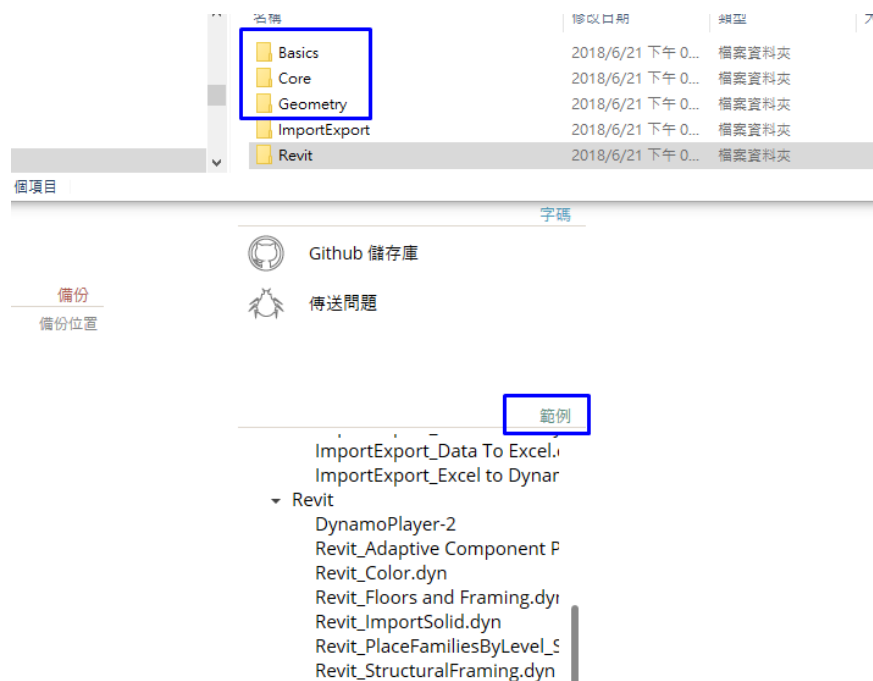 名稱 修改日期 類型
Basics 2018/6/21 下午 0... 檔案資料夾
Core 2018/6/21 下午 0... 檔案資料夾
Geometry 2018/6/21 下午 0... 檔案資料夾
ImportExport 2018/6/21 下午 0... 檔案資料夾
Revit 2018/6/21 下午 0... 檔案資料夾
個項目
字碼
Github 儲存庫
備份
傳送問題
備份位置
範例
ImportExport_Data To Excel.
ImportExport_Excel to Dynar
Revit
DynamoPlayer-2
Revit_Adaptive Component P
Revit_Color.dyn
Revit_Floors and Framing.dyr
Revit_ImportSolid.dyn
Revit_PlaceFamiliesByLevel_S
Revit_StructuralFraming.dyn